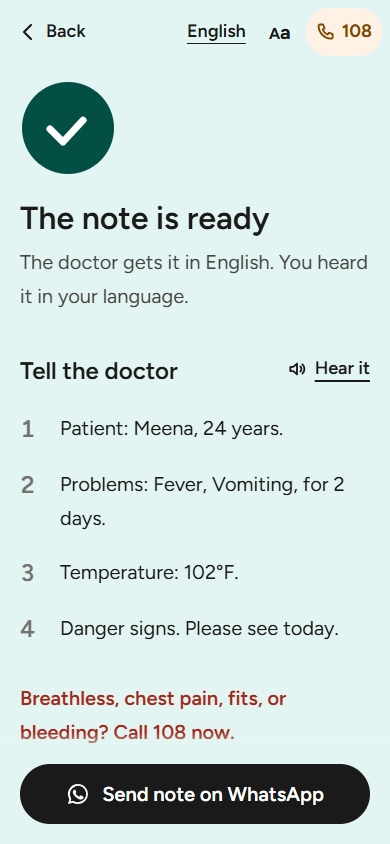 Back
English
Aa
108
The note is ready
The doctor gets it in English. You heard
it in your language.
Tell the doctor
Hear it
1 Patient: Meena, 24 years.
2 Problems: Fever, Vomiting, for 2
days.
3 Temperature: 102°F.
4 Danger signs. Please see today.
Breathless, chest pain, fits, or
bleeding? Call 108 now.
Send note on WhatsApp